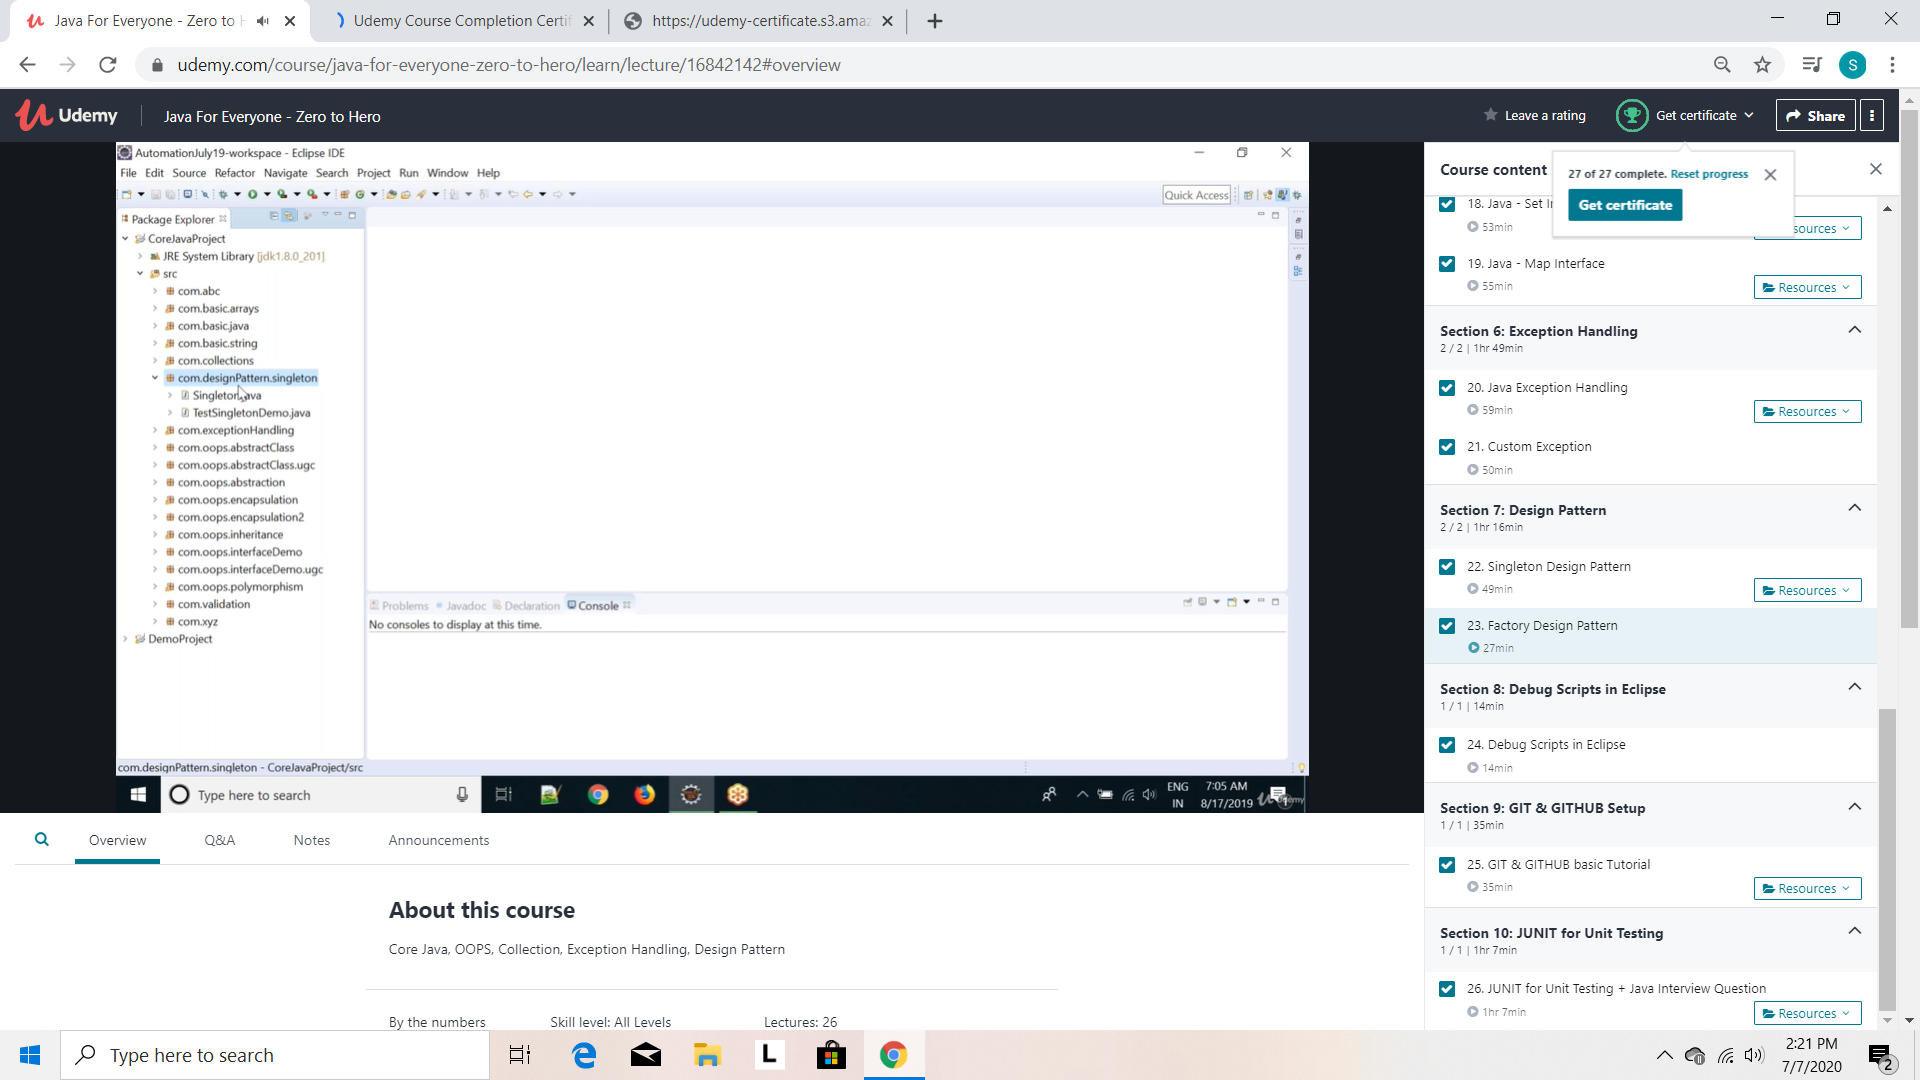 Java For Everyone - Zero to H
Udemy Course Completion Certif
https://udemy-certificate.s3.amaz
udemy.com/course/java-for-everyone-zero-to-hero/learn/lecture/16842142#overview
S
Udemy
Java For Everyone - Zero to Hero
Leave a rating
Get certificate
Share
AutomationJuly19-workspace - Eclipse IDE
File Edit Source Refactor Navigate Search Project Run Window Help
Quick Access
Package Explorer
CoreJavaProject
JRE System Library [jdk1.8.0_201]
src
com.abc
com.basic.arrays
com.basic.java
com.basic.string
com.collections
com.designPattern.singleton
Singleton.java
TestSingletonDemo.java
com.exceptionHandling
com.oops.abstractClass
com.oops.abstractClass.ugc
com.oops.abstraction
com.oops.encapsulation
com.oops.encapsulation2
com.oops.inheritance
com.oops.interfaceDemo
com.oops.interfaceDemo.ugc
com.oops.polymorphism
com.validation
com.xyz
DemoProject
Problems Javadoc Declaration Console
No consoles to display at this time.
com.designPattern.singleton - CoreJavaProject/src
Type here to search
ENG
IN
7:05 AM
8/17/2019
Course content
27 of 27 complete. Reset progress
Get certificate
18. Java - Set In
53min
sources
19. Java - Map Interface
55min
Resources
Section 6: Exception Handling
2 / 2 | 1hr 49min
20. Java Exception Handling
59min
Resources
21. Custom Exception
50min
Section 7: Design Pattern
2 / 2 | 1hr 16min
22. Singleton Design Pattern
49min
Resources
23. Factory Design Pattern
27min
Section 8: Debug Scripts in Eclipse
1 / 1 | 14min
24. Debug Scripts in Eclipse
14min
Section 9: GIT & GITHUB Setup
1 / 1 | 35min
25. GIT & GITHUB basic Tutorial
35min
Resources
Section 10: JUNIT for Unit Testing
1 / 1 | 1hr 7min
26. JUNIT for Unit Testing + Java Interview Question
1hr 7min
Resources
Overview
Q&A
Notes
Announcements
About this course
Core Java, OOPS, Collection, Exception Handling, Design Pattern
By the numbers
Skill level: All Levels
Lectures: 26
Type here to search
L
2:21 PM
7/7/2020
2